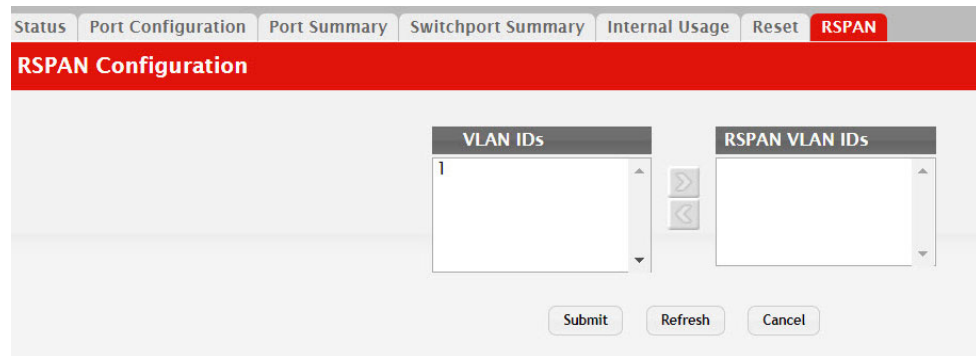 Status Port Configuration Port Summary Switchport Summary Internal Usage Reset RSPAN
RSPAN Configuration
VLAN IDs RSPAN VLAN IDs
1
Submit Refresh Cancel